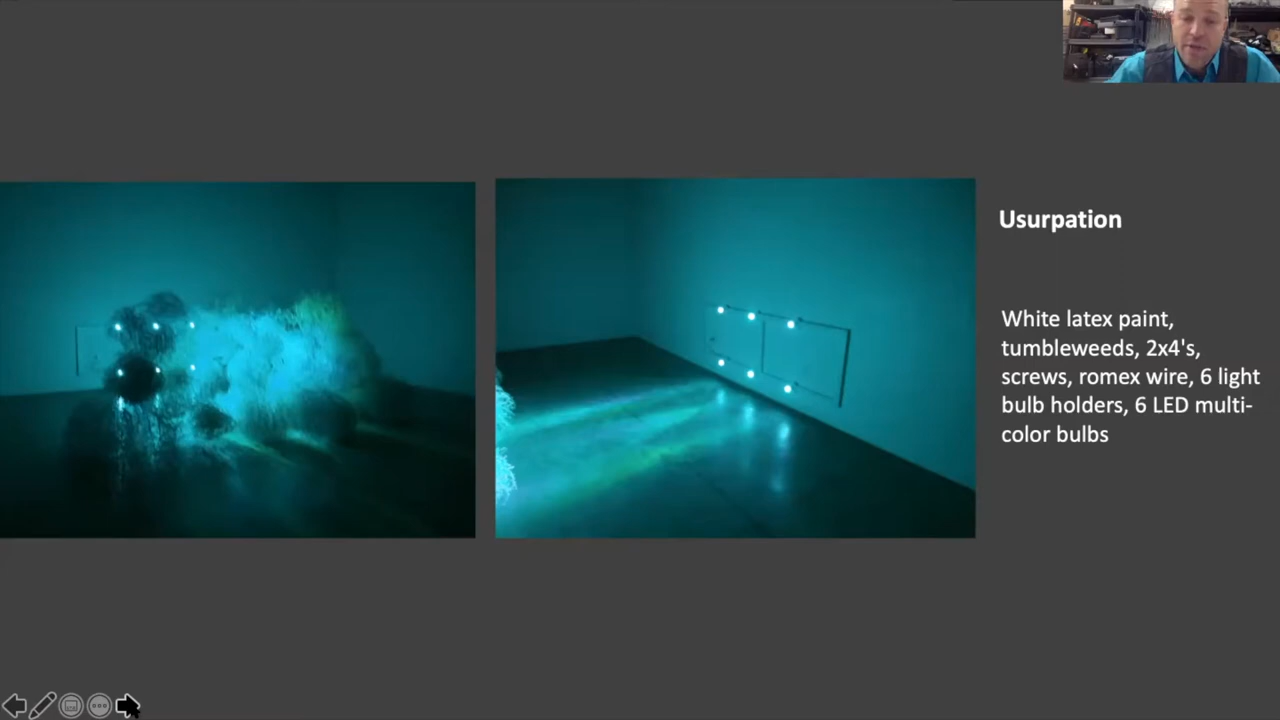 Usurpation
White latex paint,
tumbleweeds, 2x4's,
screws, romex wire, 6 light
bulb holders, 6 LED multi-
color bulbs